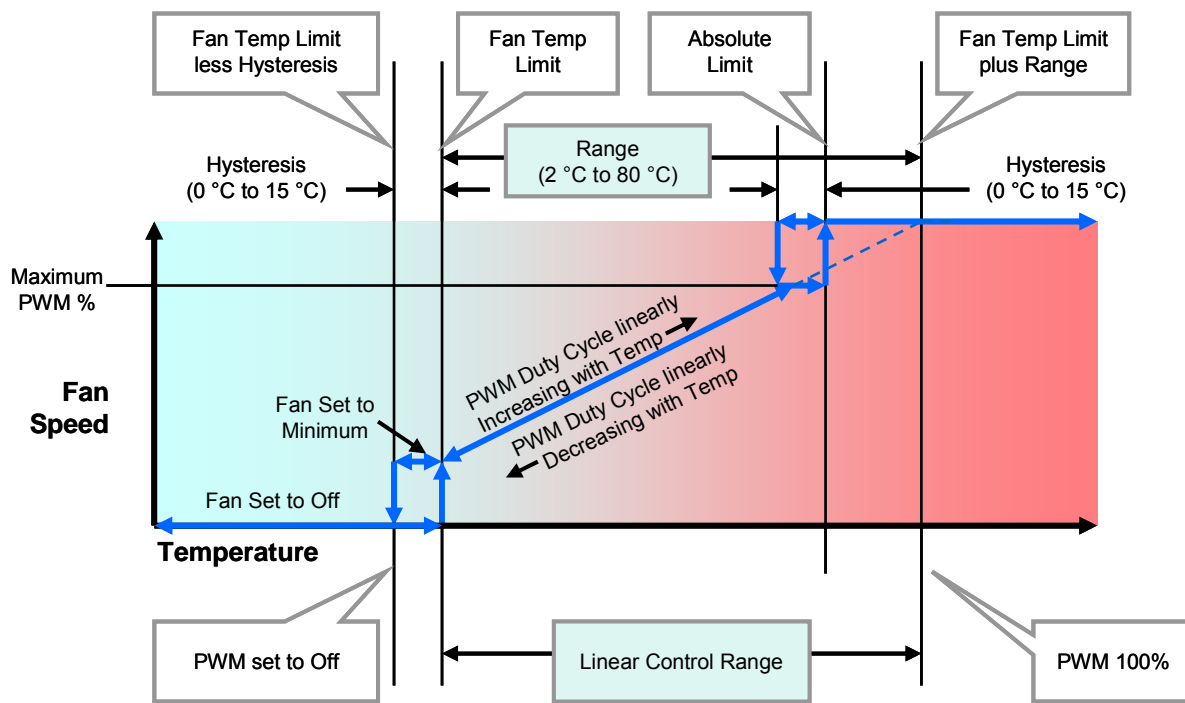 Fan Temp Limit
less Hysteresis
Fan Temp
Limit
Absolute
Limit
Fan Temp Limit
plus Range
Hysteresis
(0 °C to 15 °C)
Range
(2 °C to 80 °C)
Hysteresis
(0 °C to 15 °C)
Maximum
PWM %
Fan
Speed
PWM Duty Cycle linearly
Increasing with Temp
PWM Duty Cycle linearly
Decreasing with Temp
Fan Set to
Minimum
Fan Set to Off
Temperature
PWM set to Off
Linear Control Range
PWM 100%